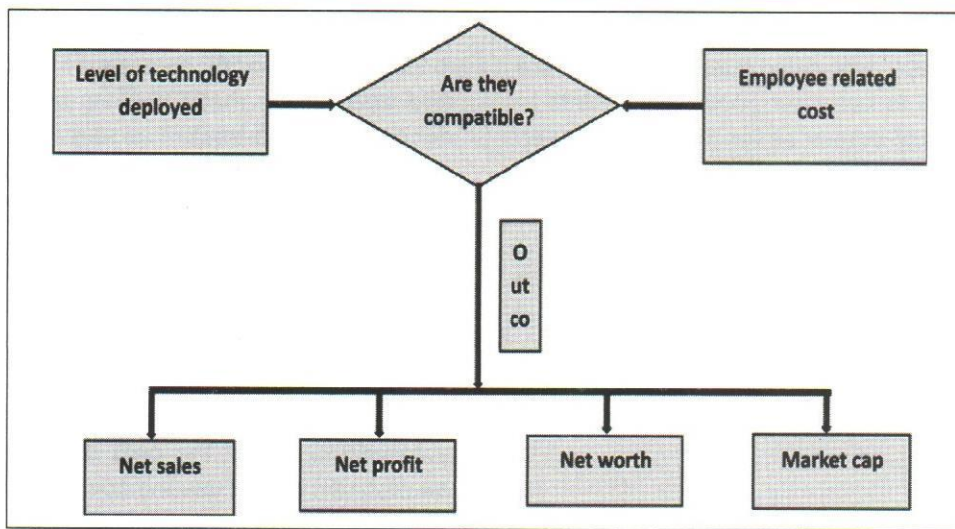 Level of technology
deployed
Are they
compatible?
Employee related
cost
O
ut
co
Net sales
Net profit
Net worth
Market cap